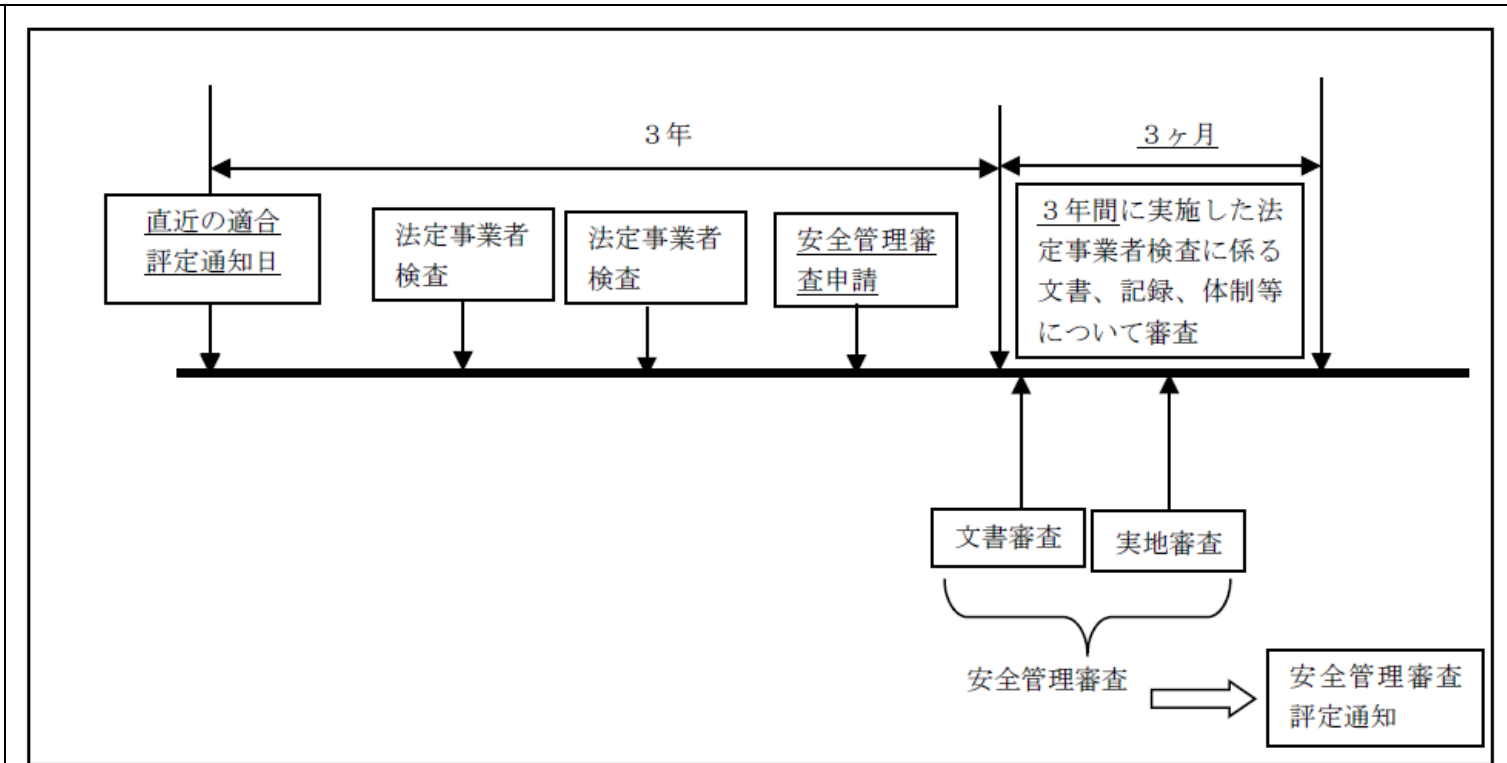 ３年
３ヶ月
直近の適合
評定通知日
法定事業者
検査
法定事業者
検査
安全管理審
査申請
３年間に実施した法
定事業者検査に係る
文書、記録、体制等
について審査
文書審査
実地審査
安全管理審査
安全管理審査
評定通知